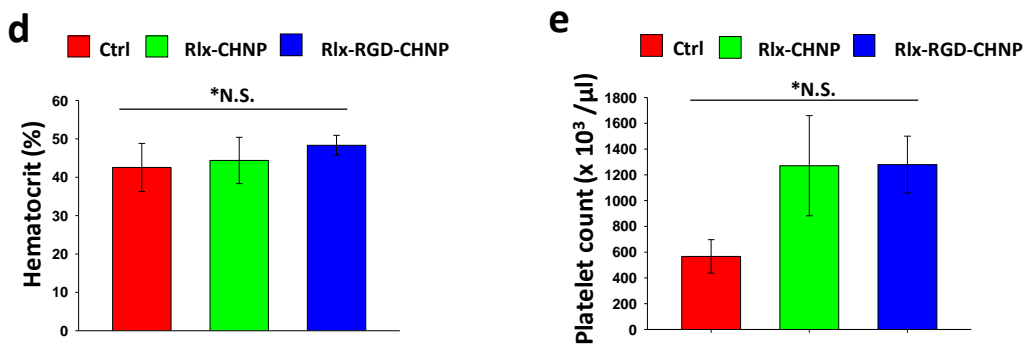 d
Ctrl Rlx-CHNP Rlx-RGD-CHNP
*N.S.
Hematocrit (%)
60
50
40
30
20
10
0
e
Ctrl Rlx-CHNP Rlx-RGD-CHNP
*N.S.
Platelet count (x 10³ /µl)
1800
1600
1400
1200
1000
800
600
400
200
0